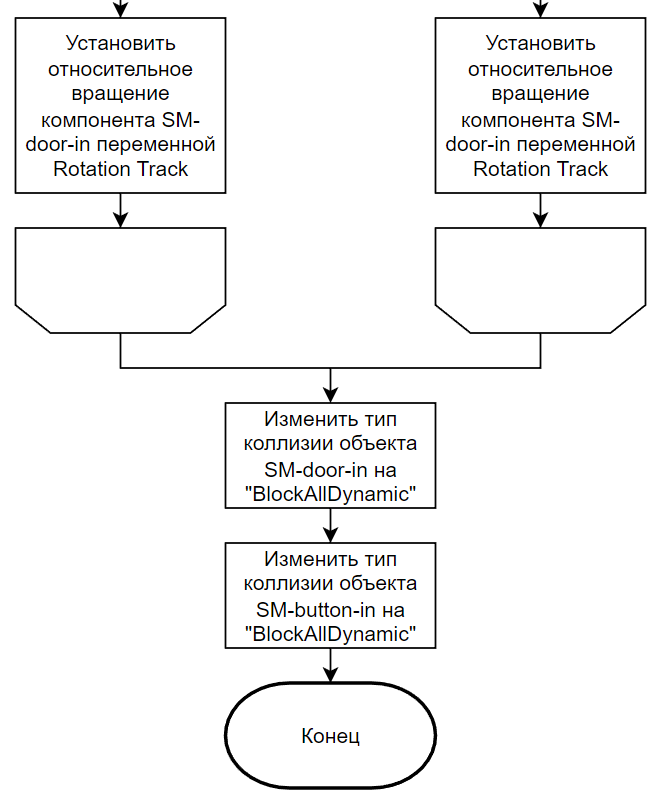 Установить
относительное
вращение
компонента SM-
door-in переменной
Rotation Track
Установить
относительное
вращение
компонента SM-
door-in переменной
Rotation Track
Изменить тип
коллизии объекта
SM-door-in на
"BlockAllDynamic"
Изменить тип
коллизии объекта
SM-button-in на
"BlockAllDynamic"
Конец